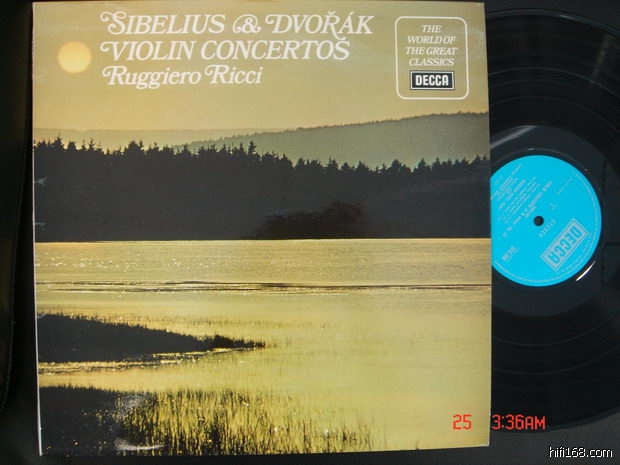 SIBELIUS & DVOŘÁK
VIOLIN CONCERTOS
Ruggiero Ricci
THE
WORLD OF
THE GREAT
CLASSICS
DECCA
DECCA
25 3:36AM
hifi168.com